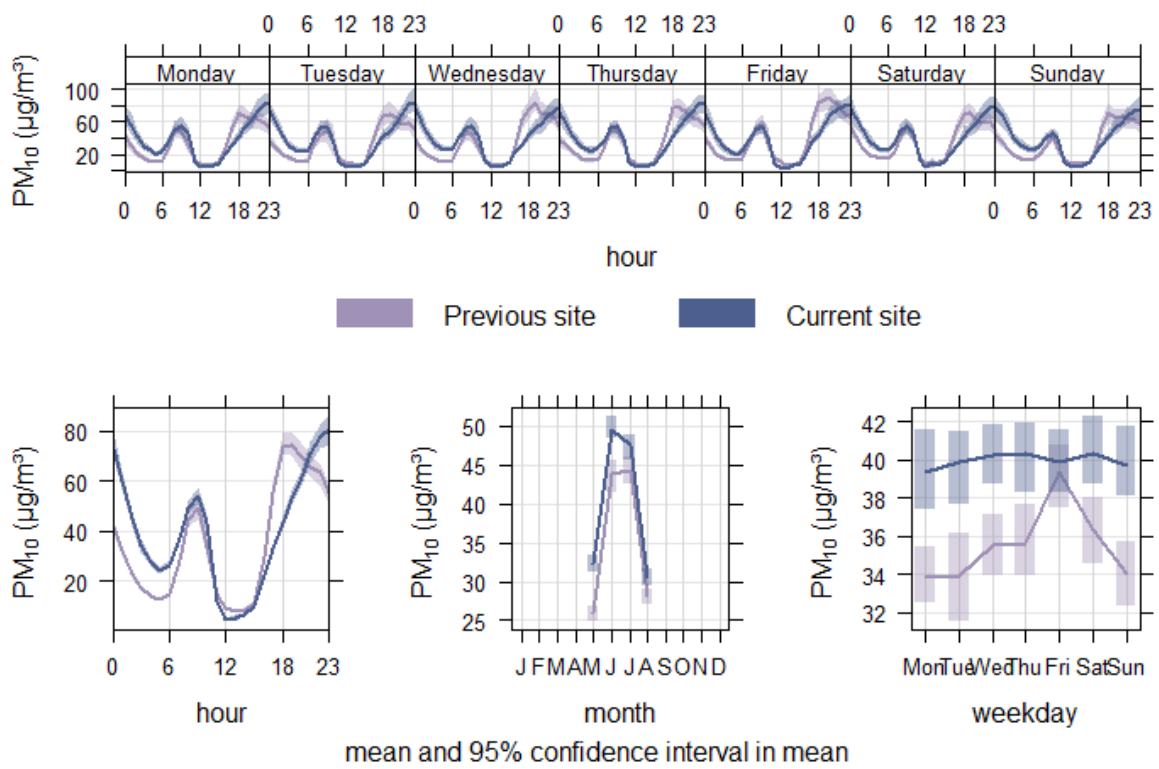 0 6 12 18 23 0 6 12 18 23 0 6 12 18 23
Monday Tuesday Wednesday Thursday Friday Saturday Sunday
PM₁₀ (µg/m³)
100
60
20
0 6 12 18 23 0 6 12 18 23 0 6 12 18 23 0 6 12 18 23
hour
Previous site Current site
PM₁₀ (µg/m³)
80
60
40
20
0 6 12 18 23
hour
PM₁₀ (µg/m³)
50
45
40
35
30
25
J F M A M J J A S O N D
month
PM₁₀ (µg/m³)
42
40
38
36
34
32
Mon Tue Wed Thu Fri Sat Sun
weekday
mean and 95% confidence interval in mean